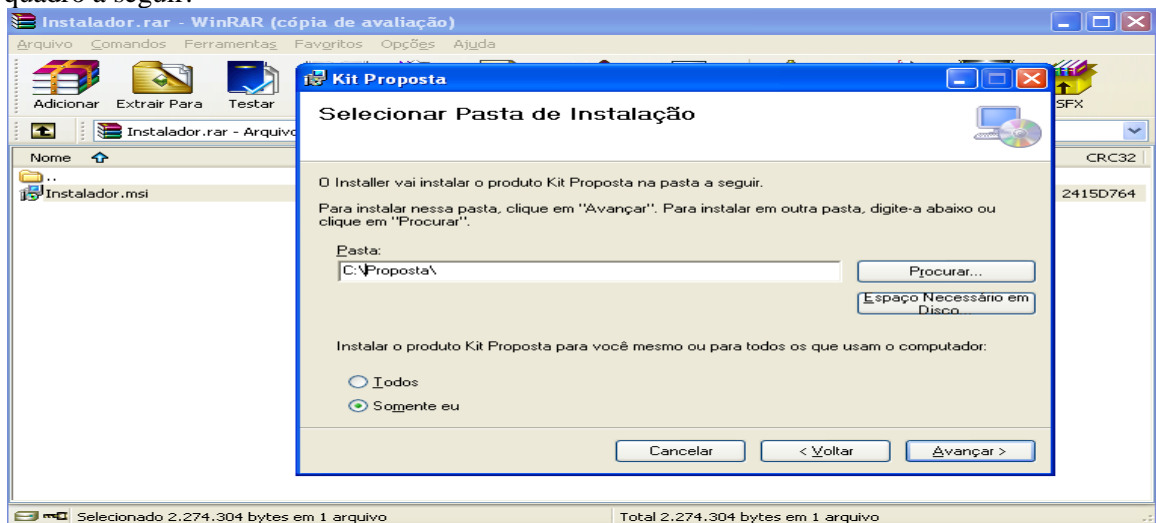 quadro a seguir:
Instalador.rar - WinRAR (cópia de avaliação)
Arquivo Comandos Ferramentas Favoritos Opções Ajuda
Adicionar Extrair Para Testar SFX
Instalador.rar - Arquivo
Nome CRC32
..
Instalador.msi 2415D764
Kit Proposta
Selecionar Pasta de Instalação
O Installer vai instalar o produto Kit Proposta na pasta a seguir.
Para instalar nessa pasta, clique em "Avançar". Para instalar em outra pasta, digite-a abaixo ou
clique em "Procurar".
Pasta:
C:\Proposta\
Procurar...
Espaço Necessário em
Disco...
Instalar o produto Kit Proposta para você mesmo ou para todos os que usam o computador:
Todos
Somente eu
Cancelar < Voltar Avançar >
Selecionado 2.274.304 bytes em 1 arquivo Total 2.274.304 bytes em 1 arquivo